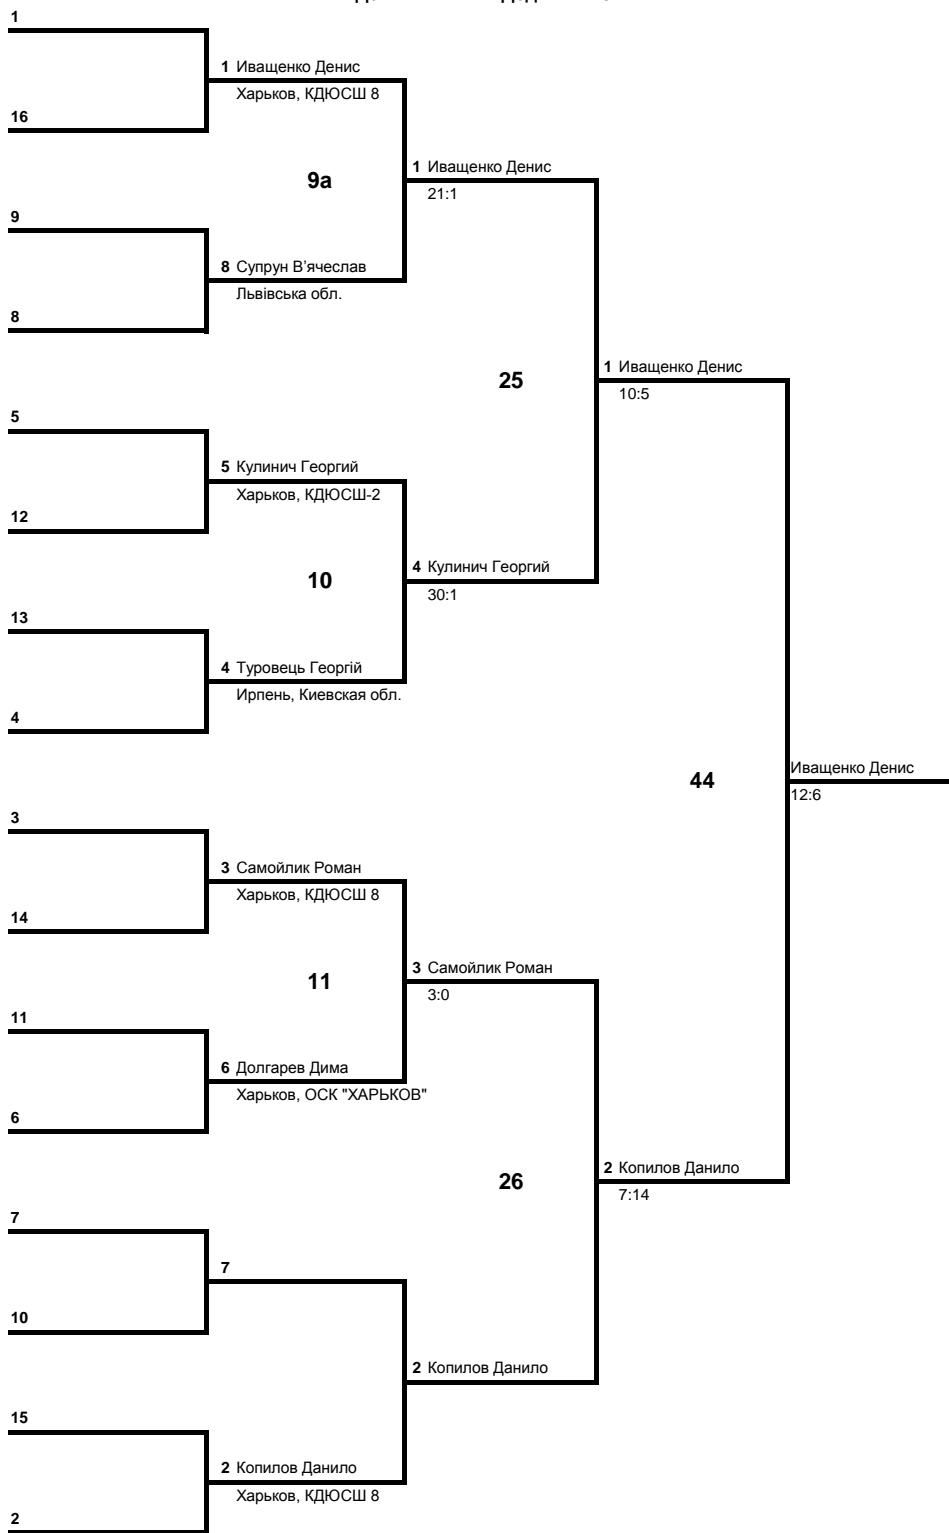 1
1 Иващенко Денис
Харьков, КДЮСШ 8
16
9а
1 Иващенко Денис
21:1
9
8 Супрун В'ячеслав
Львівська обл.
8
25
1 Иващенко Денис
10:5
5
5 Кулинич Георгий
Харьков, КДЮСШ-2
12
10
4 Кулинич Георгий
30:1
13
4 Туровець Георгій
Ирпень, Киевская обл.
4
44
Иващенко Денис
12:6
3
3 Самойлик Роман
Харьков, КДЮСШ 8
14
11
3 Самойлик Роман
3:0
11
6 Долгарев Дима
Харьков, ОСК "ХАРЬКОВ"
6
26
2 Копилов Данило
7:14
7
7
10
2 Копилов Данило
15
2 Копилов Данило
Харьков, КДЮСШ 8
2